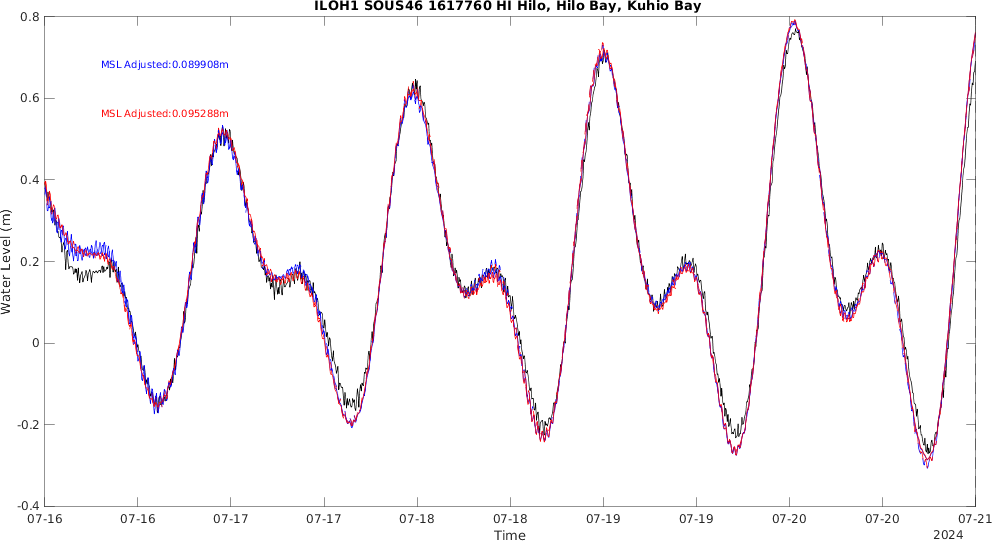 ILOH1 SOUS46 1617760 HI Hilo, Hilo Bay, Kuhio Bay
MSL Adjusted:0.089908m
MSL Adjusted:0.095288m
Water Level (m)
0.8
0.6
0.4
0.2
0
-0.2
-0.4
07-16 07-16 07-17 07-17 07-18 07-18 07-19 07-19 07-20 07-20 07-21
Time
2024